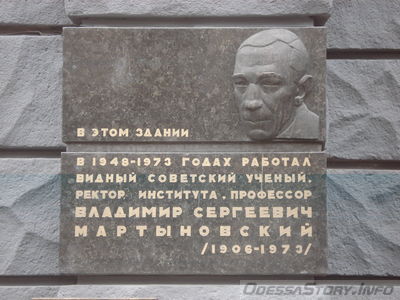 В ЭТОМ ЗДАНИИ
В 1948-1973 ГОДАХ РАБОТАЛ
ВИДНЫЙ СОВЕТСКИЙ УЧЕНЫЙ.
РЕКТОР ИНСТИТУТА, ПРОФЕССОР
ВЛАДИМИР СЕРГЕЕВИЧ
МАРТЫНОВСКИЙ
/1906-1973/
ODESSASTORY.INFO